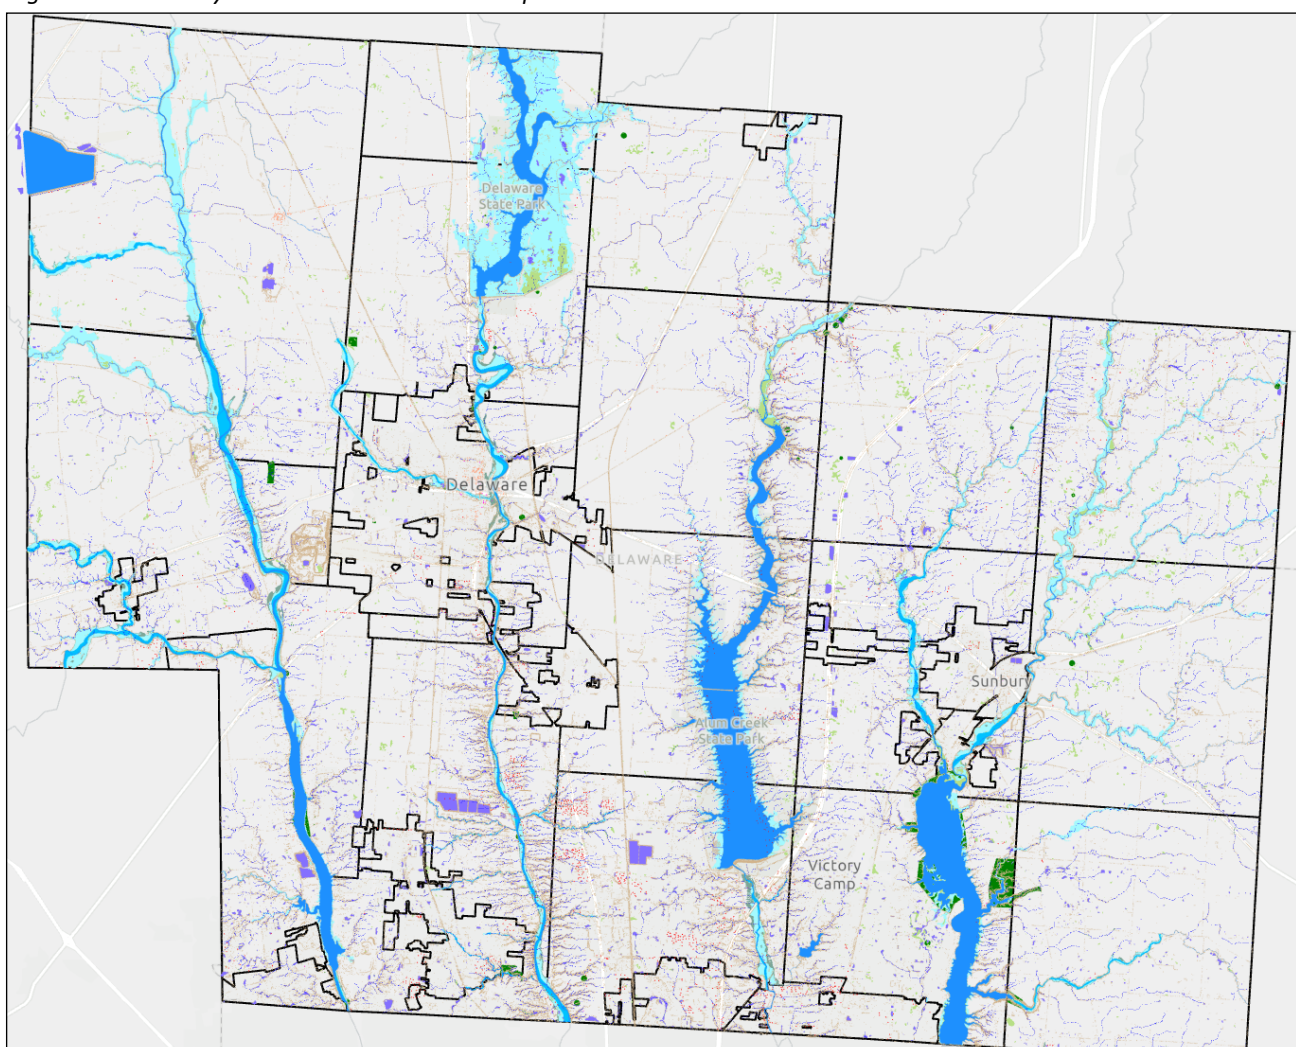 Delaware
State Park
Delaware
DELAWARE
Sunbury
Alum Creek
State Park
Victory
Camp